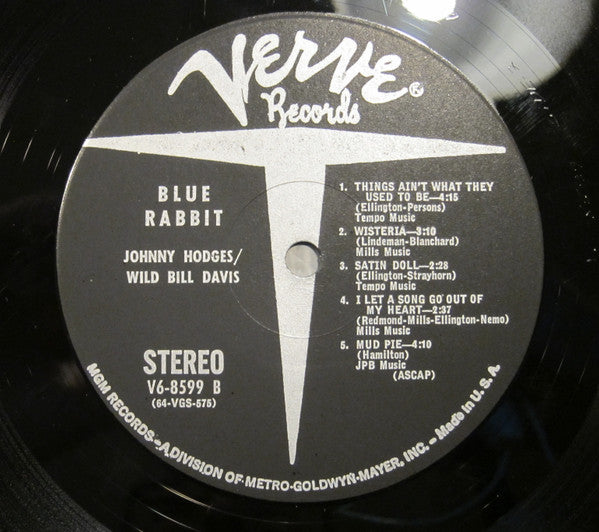 Verve®
Records
BLUE
RABBIT
JOHNNY HODGES/
WILD BILL DAVIS
STEREO
V6-8599 B
(64-VGS-575)
1. THINGS AIN'T WHAT THEY
USED TO BE—4:15
(Ellington-Persons)
Tempo Music
2. WISTERIA—3:10
(Lindeman-Blanchard)
Mills Music
3. SATIN DOLL—2:28
(Ellington-Strayhorn)
Tempo Music
4. I LET A SONG GO OUT OF
MY HEART—2:37
(Redmond-Mills-Ellington-Nemo)
Mills Music
5. MUD PIE—4:10
(Hamilton)
JPB Music
(ASCAP)
MGM RECORDS—A DIVISION OF METRO-GOLDWYN-MAYER, INC. – Made in U.S.A.